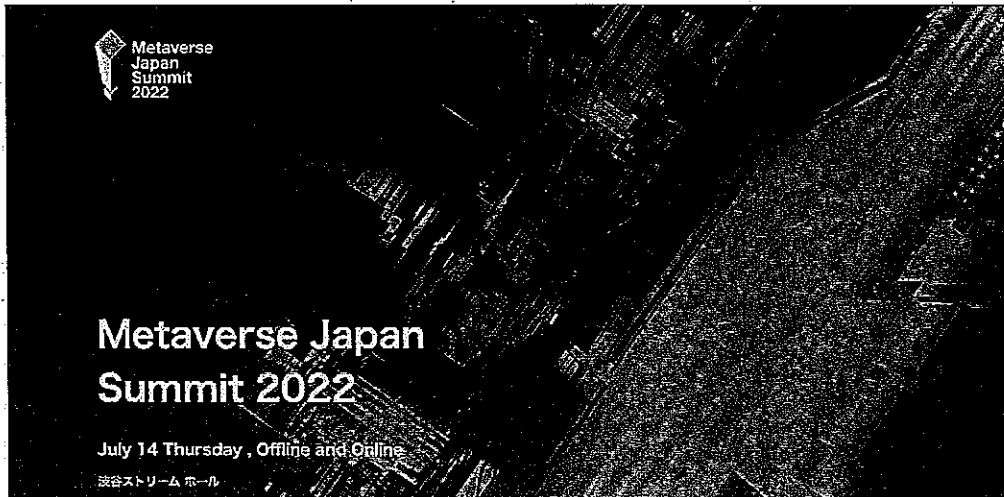 Metaverse
Japan
Summit
2022
Metaverse Japan
Summit 2022
July 14 Thursday , Offline and Online
渋谷ストリーム ホール